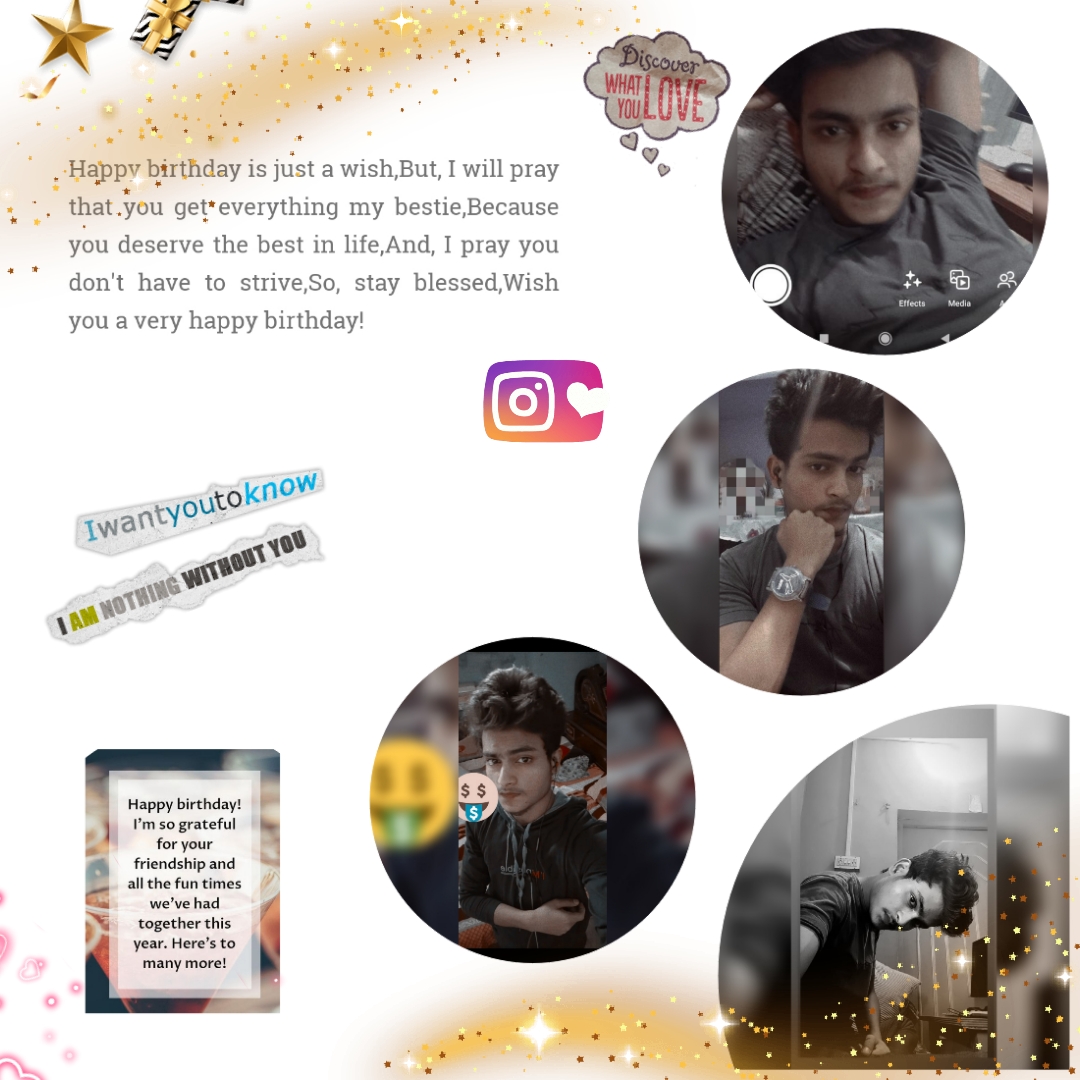 Discover
WHAT
YOU LOVE
Happy birthday is just a wish,But, I will pray
that you get everything my bestie,Because
you deserve the best in life,And, I pray you
don't have to strive,So, stay blessed,Wish
you a very happy birthday!
Effects
Media
Iwantyoutoknow
I AM NOTHING WITHOUT YOU
Happy birthday!
I'm so grateful
for your
friendship and
all the fun times
we've had
together this
year. Here's to
many more!
$ $
$